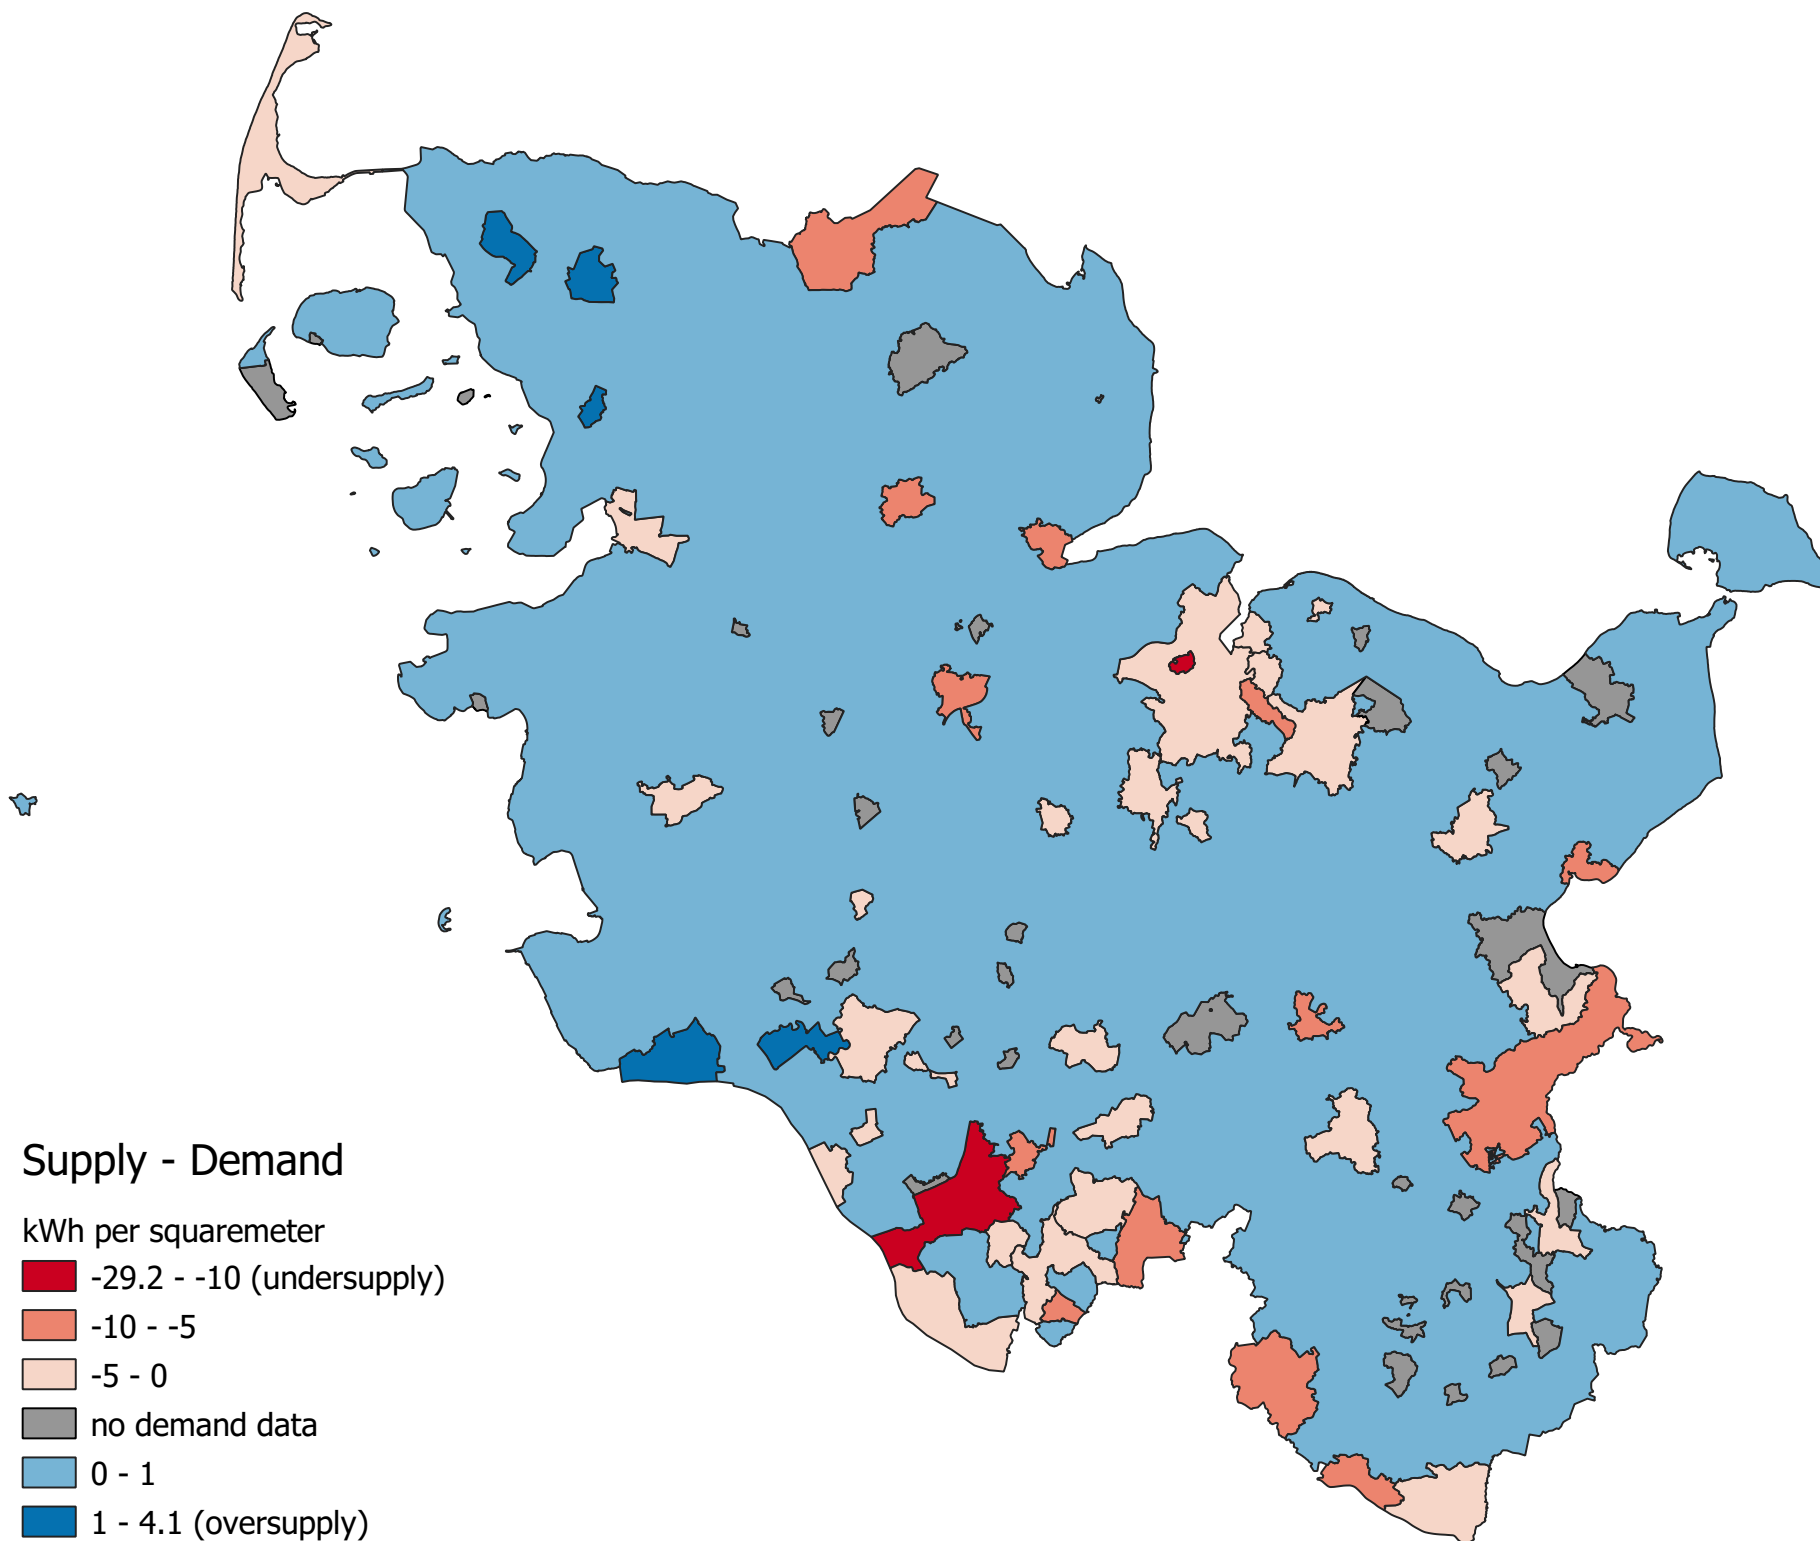 Supply - Demand
kWh per squaremeter
-29.2 - -10 (undersupply)
-10 - -5
-5 - 0
no demand data
0 - 1
1 - 4.1 (oversupply)